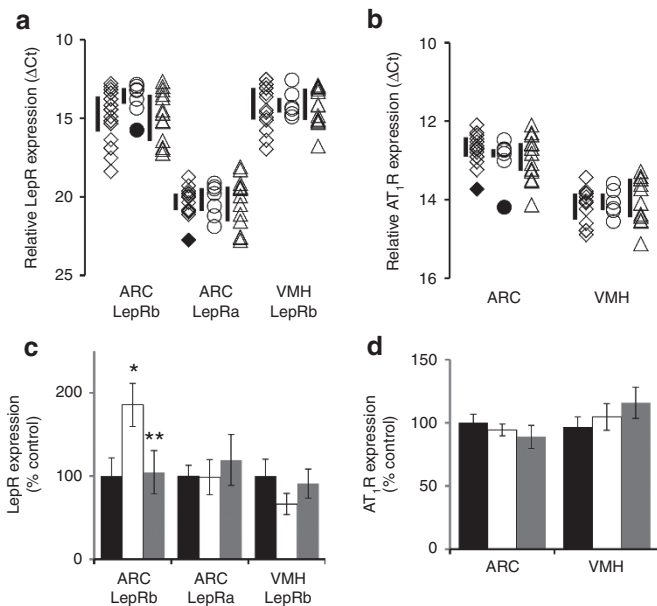 a
Relative LepR expression (ΔCt)
10
15
20
25
ARC
LepRb
ARC
LepRa
VMH
LepRb
b
Relative AT1R expression (ΔCt)
10
12
14
16
ARC
VMH
c
LepR expression
(% control)
200
100
0
*
**
ARC
LepRb
ARC
LepRa
VMH
LepRb
d
AT1R expression
(% control)
150
100
50
0
ARC
VMH